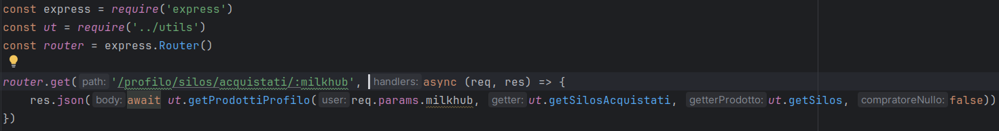 const express = require('express')
const ut = require('../utils')
const router = express.Router()
router.get( path: '/profilo/silos/acquistati/:milkhub', handlers: async (req, res) => {
    res.json( body: await ut.getProdottiProfilo( user: req.params.milkhub, getter: ut.getSilosAcquistati, getterProdotto: ut.getSilos, compratoreNullo: false))
})